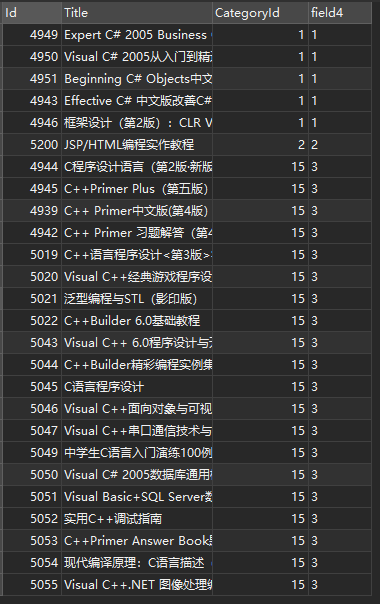 Id Title CategoryId field4
4949 Expert C# 2005 Business 1 1
4950 Visual C# 2005从入门到精 1 1
4951 Beginning C# Objects中文 1 1
4943 Effective C# 中文版改善C# 1 1
4946 框架设计（第2版）: CLR V 1 1
5200 JSP/HTML编程实作教程 2 2
4944 C程序设计语言（第2版·新版 15 3
4945 C++Primer Plus（第五版） 15 3
4939 C++ Primer中文版(第4版） 15 3
4942 C++ Primer 习题解答（第4 15 3
5019 C++语言程序设计<第3版> 15 3
5020 Visual C++经典游戏程序设 15 3
5021 泛型编程与STL（影印版） 15 3
5022 C++Builder 6.0基础教程 15 3
5043 Visual C++ 6.0程序设计与 15 3
5044 C++Builder精彩编程实例集 15 3
5045 C语言程序设计 15 3
5046 Visual C++面向对象与可视 15 3
5047 Visual C++串口通信技术与 15 3
5049 中学生C语言入门演练100例 15 3
5050 Visual C# 2005数据库通用 15 3
5051 Visual Basic+SQL Server数 15 3
5052 实用C++调试指南 15 3
5053 C++Primer Answer Book 15 3
5054 现代编译原理：C语言描述（ 15 3
5055 Visual C++.NET 图像处理编 15 3